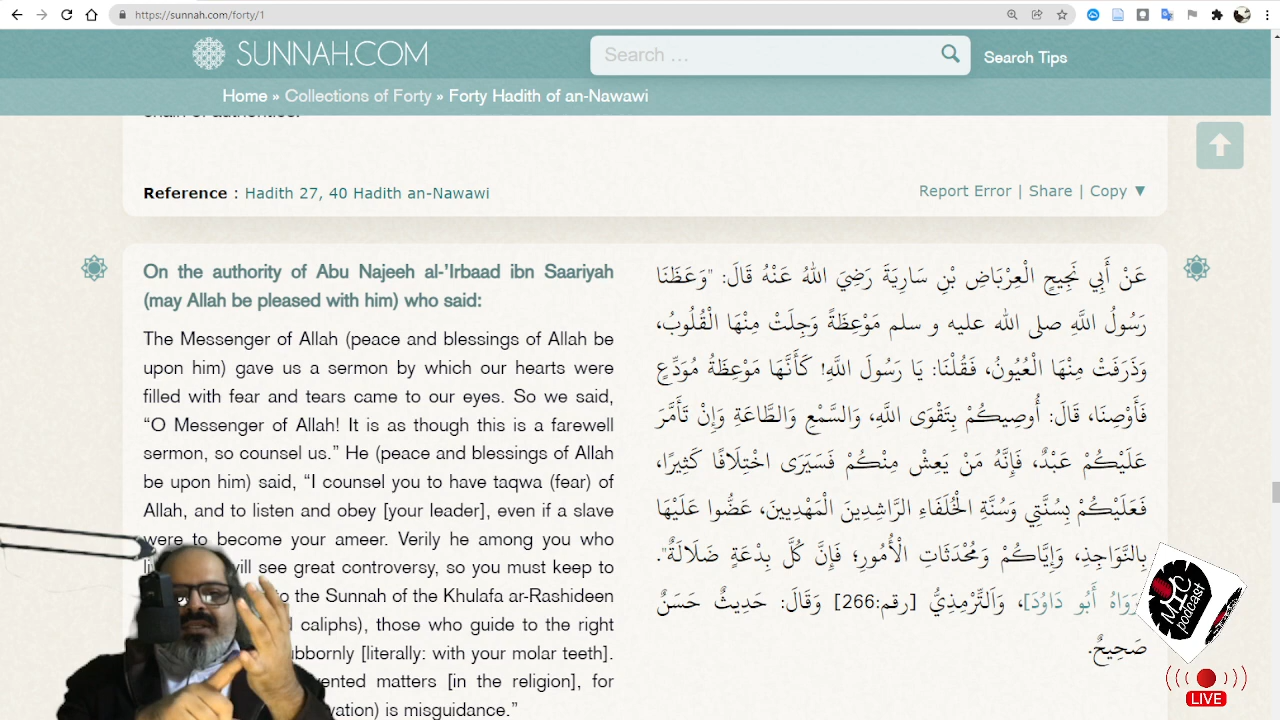 https://sunnah.com/forty/1
SUNNAH.COM
Search ...
Search Tips
Home » Collections of Forty » Forty Hadith of an-Nawawi
Reference : Hadith 27, 40 Hadith an-Nawawi
Report Error | Share | Copy ▼
On the authority of Abu Najeeh al-’Irbaad ibn Saariyah
(may Allah be pleased with him) who said:
The Messenger of Allah (peace and blessings of Allah be
upon him) gave us a sermon by which our hearts were
filled with fear and tears came to our eyes. So we said,
“O Messenger of Allah! It is as though this is a farewell
sermon, so counsel us.” He (peace and blessings of Allah
be upon him) said, “I counsel you to have taqwa (fear) of
Allah, and to listen and obey [your leader], even if a slave
were to become your ameer. Verily he among you who
will see great controversy, so you must keep to
to the Sunnah of the Khulafa ar-Rashideen
caliphs), those who guide to the right
[literally: with your molar teeth].
matters [in the religion], for
is misguidance.”
عَنْ أَبِي نَجِيحٍ الْعِرْبَاضِ بْنِ سَارِيَةَ رَضِيَ اللهُ عَنْهُ قَالَ: "وَعَظَنَا
رَسُولُ اللَّهِ صلى الله عليه و سلم مَوْعِظَةً وَجِلَتْ مِنْهَا الْقُلُوبُ،
وَذَرَفَتْ مِنْهَا الْعُيُونُ، فَقُلْنَا: يَا رَسُولَ اللَّهِ! كَأَنَّهَا مَوْعِظَةُ مُوَدِّعٍ
فَأَوْصِنَا، قَالَ: أُوصِيكُمْ بِتَقْوَى اللَّهِ، وَالسَّمْعِ وَالطَّاعَةِ وَإِنْ تَأَمَّرَ
عَلَيْكُمْ عَبْدٌ، فَإِنَّهُ مَنْ يَعِشْ مِنْكُمْ فَسَيَرَى اخْتِلَافًا كَثِيرًا،
فَعَلَيْكُمْ بِسُنَّتِي وَسُنَّةِ الْخُلَفَاءِ الرَّاشِدِينَ الْمَهْدِيينَ، عَضُّوا عَلَيْهَا
بِالنَّوَاجِذِ، وَإِيَّاكُمْ وَمُحْدَثَاتِ الْأُمُورِ؛ فَإِنَّ كُلَّ بِدْعَةٍ ضَلَالَةٌ".
رَوَاهُ أَبُو دَاوُدَ]، وَاَلتِّرْمِذِيُّ [رقم:266] وَقَالَ: حَدِيثٌ حَسَنٌ
صَحِيحٌ.
MYC
podcast
LIVE